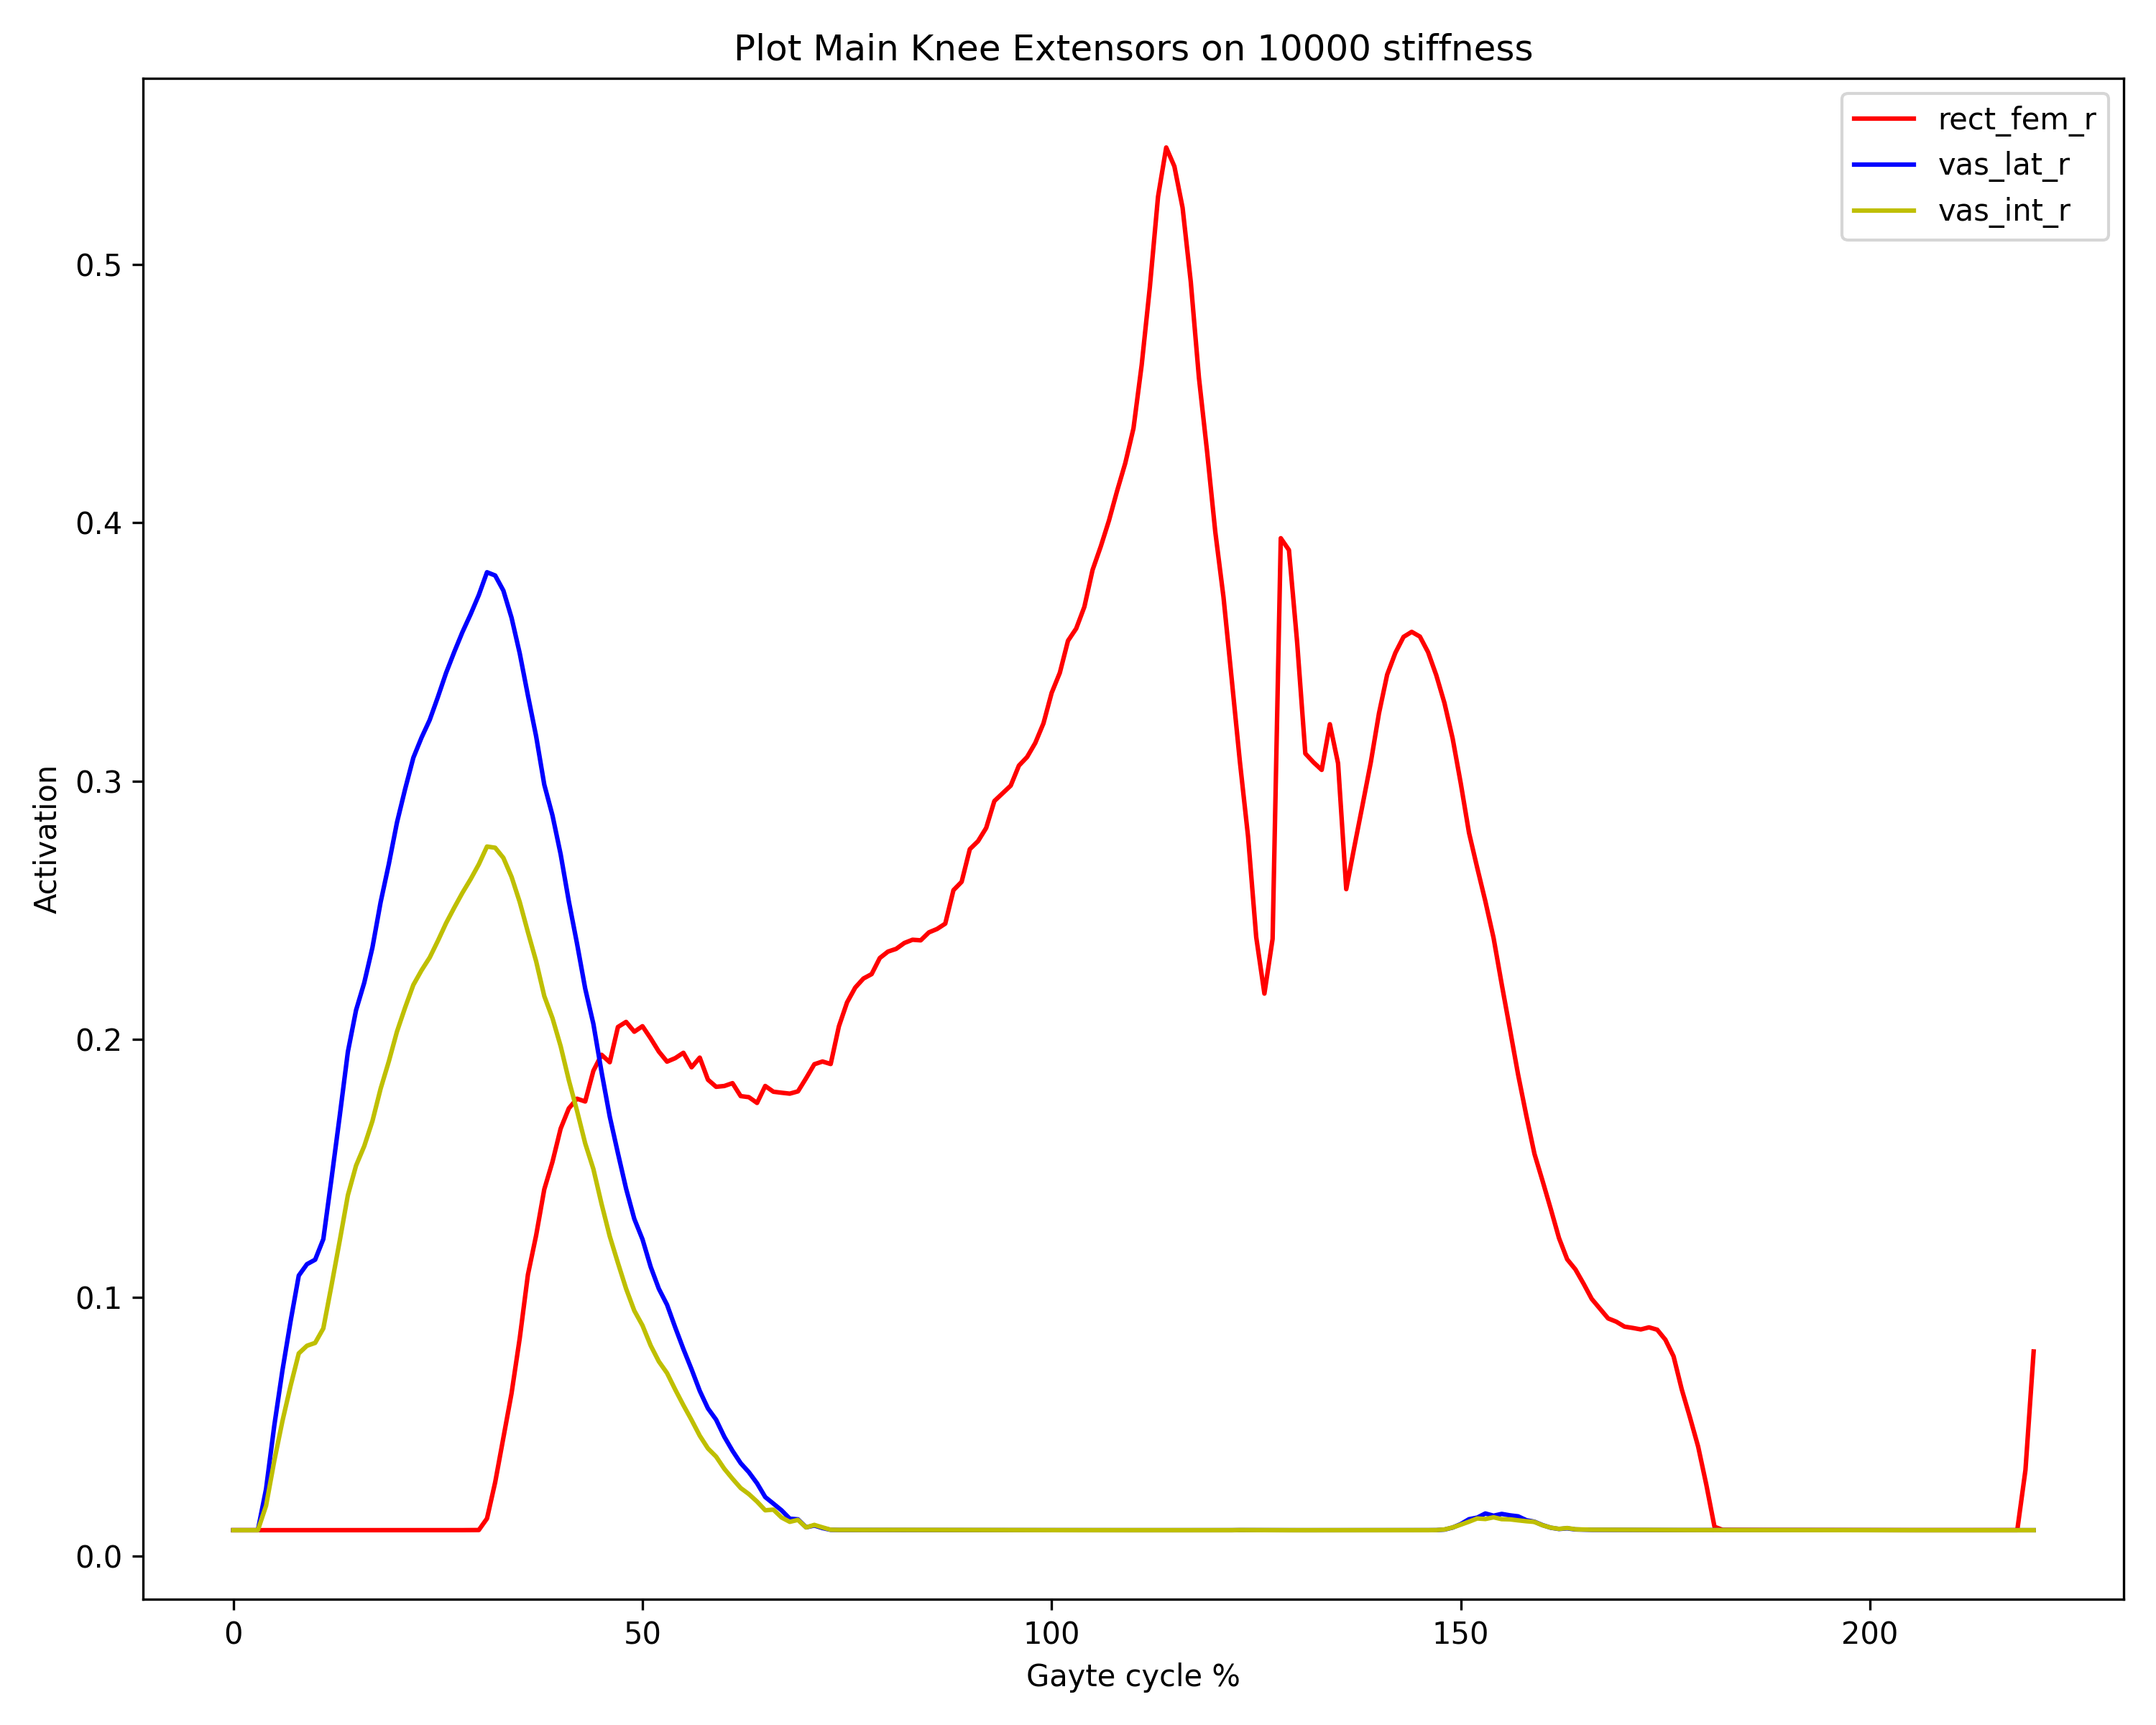 Plot Main Knee Extensors on 10000 stiffness
rect_fem_r
vas_lat_r
vas_int_r
Activation
0.5
0.4
0.3
0.2
0.1
0.0
0 50 100 150 200
Gayte cycle %